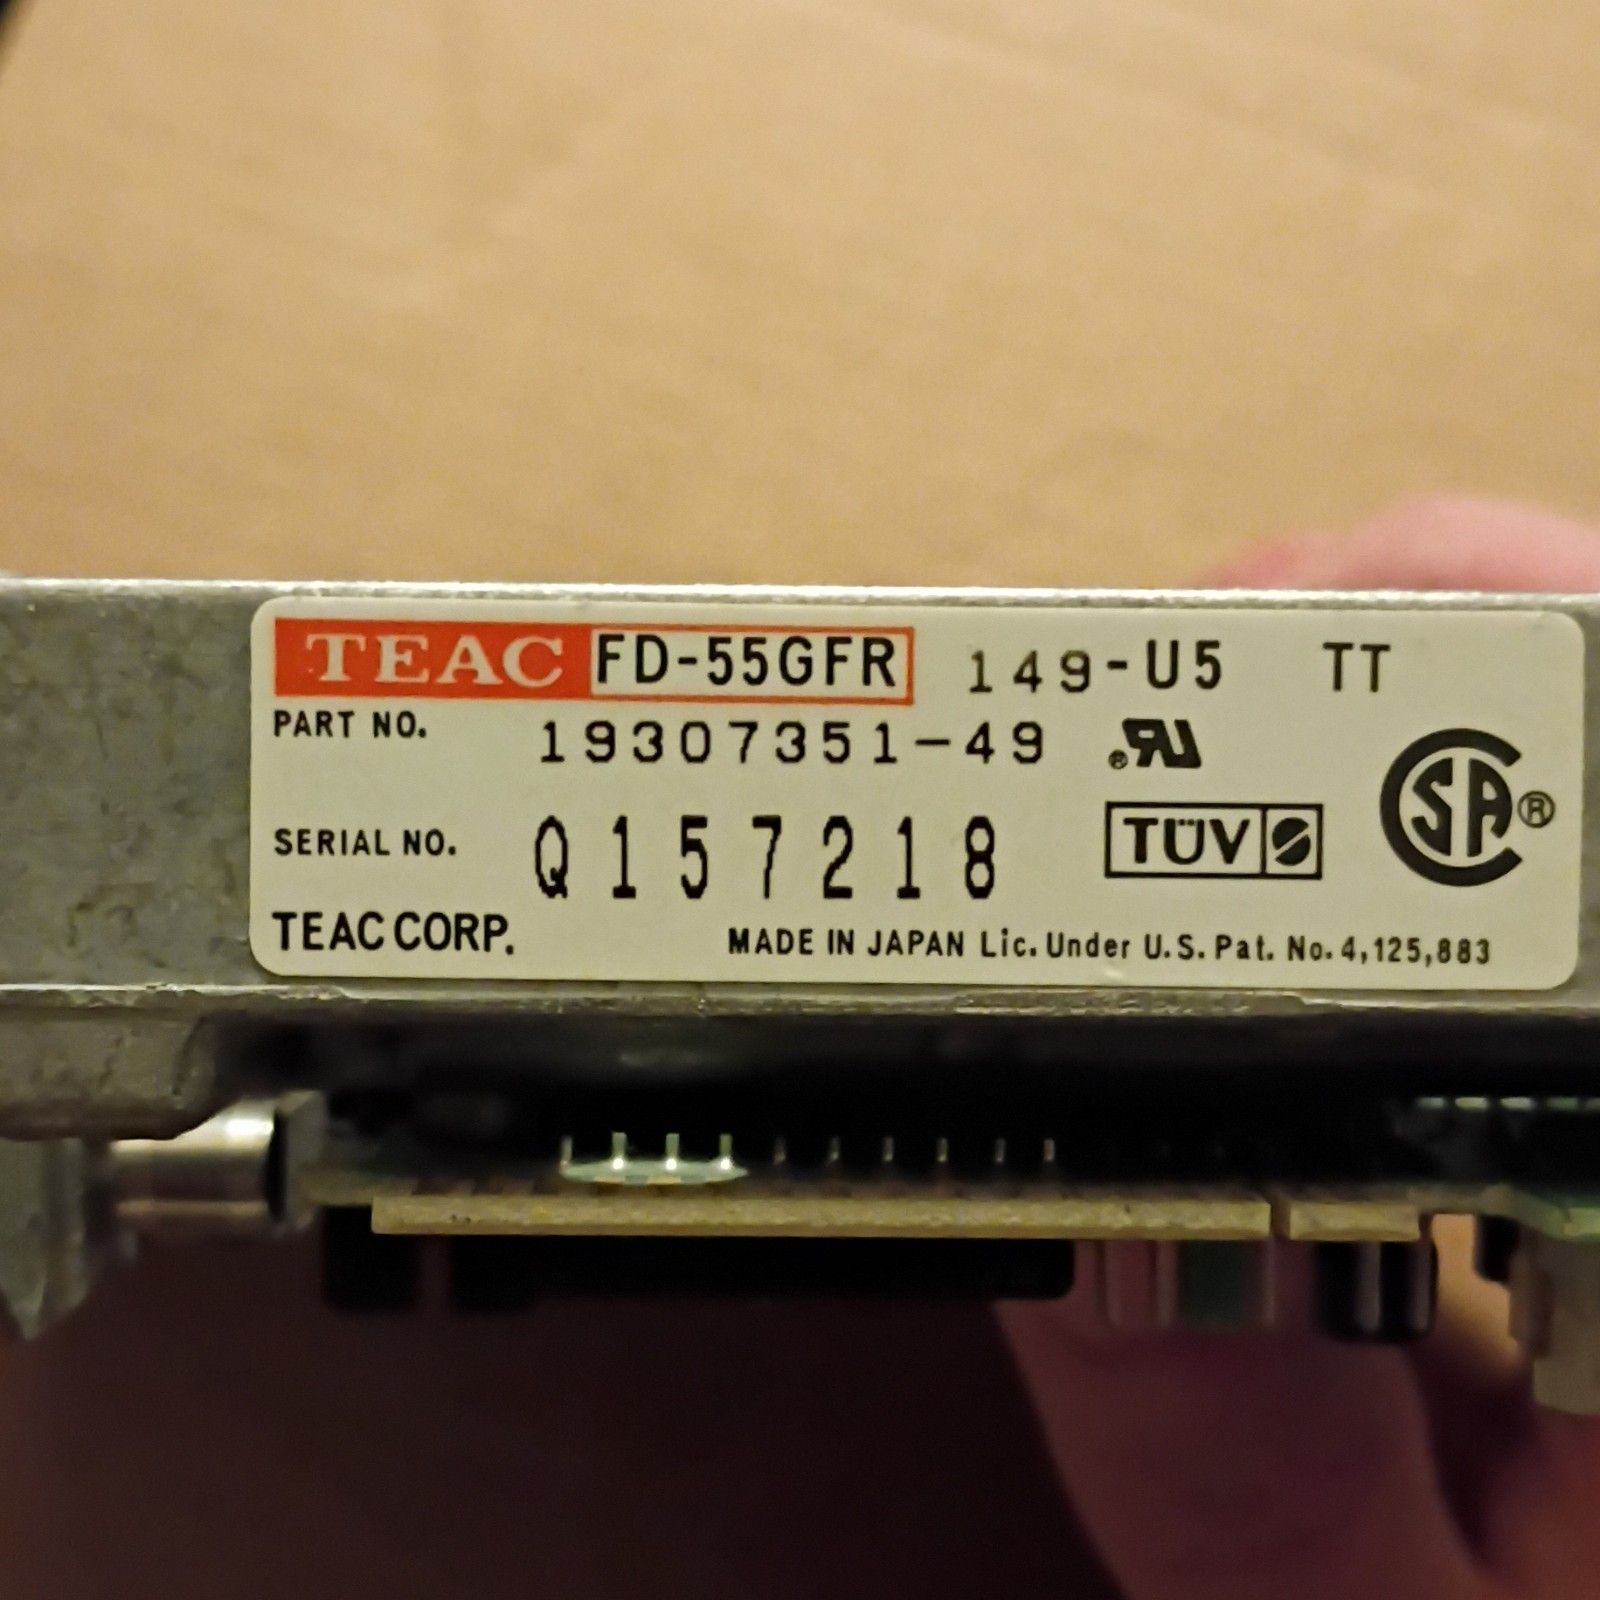 TEAC FD-55GFR 149-U5 TT
PART NO. 19307351-49
SERIAL NO. Q157218
TÜV
SA ®
TEAC CORP. MADE IN JAPAN Lic. Under U.S. Pat. No. 4,125,883